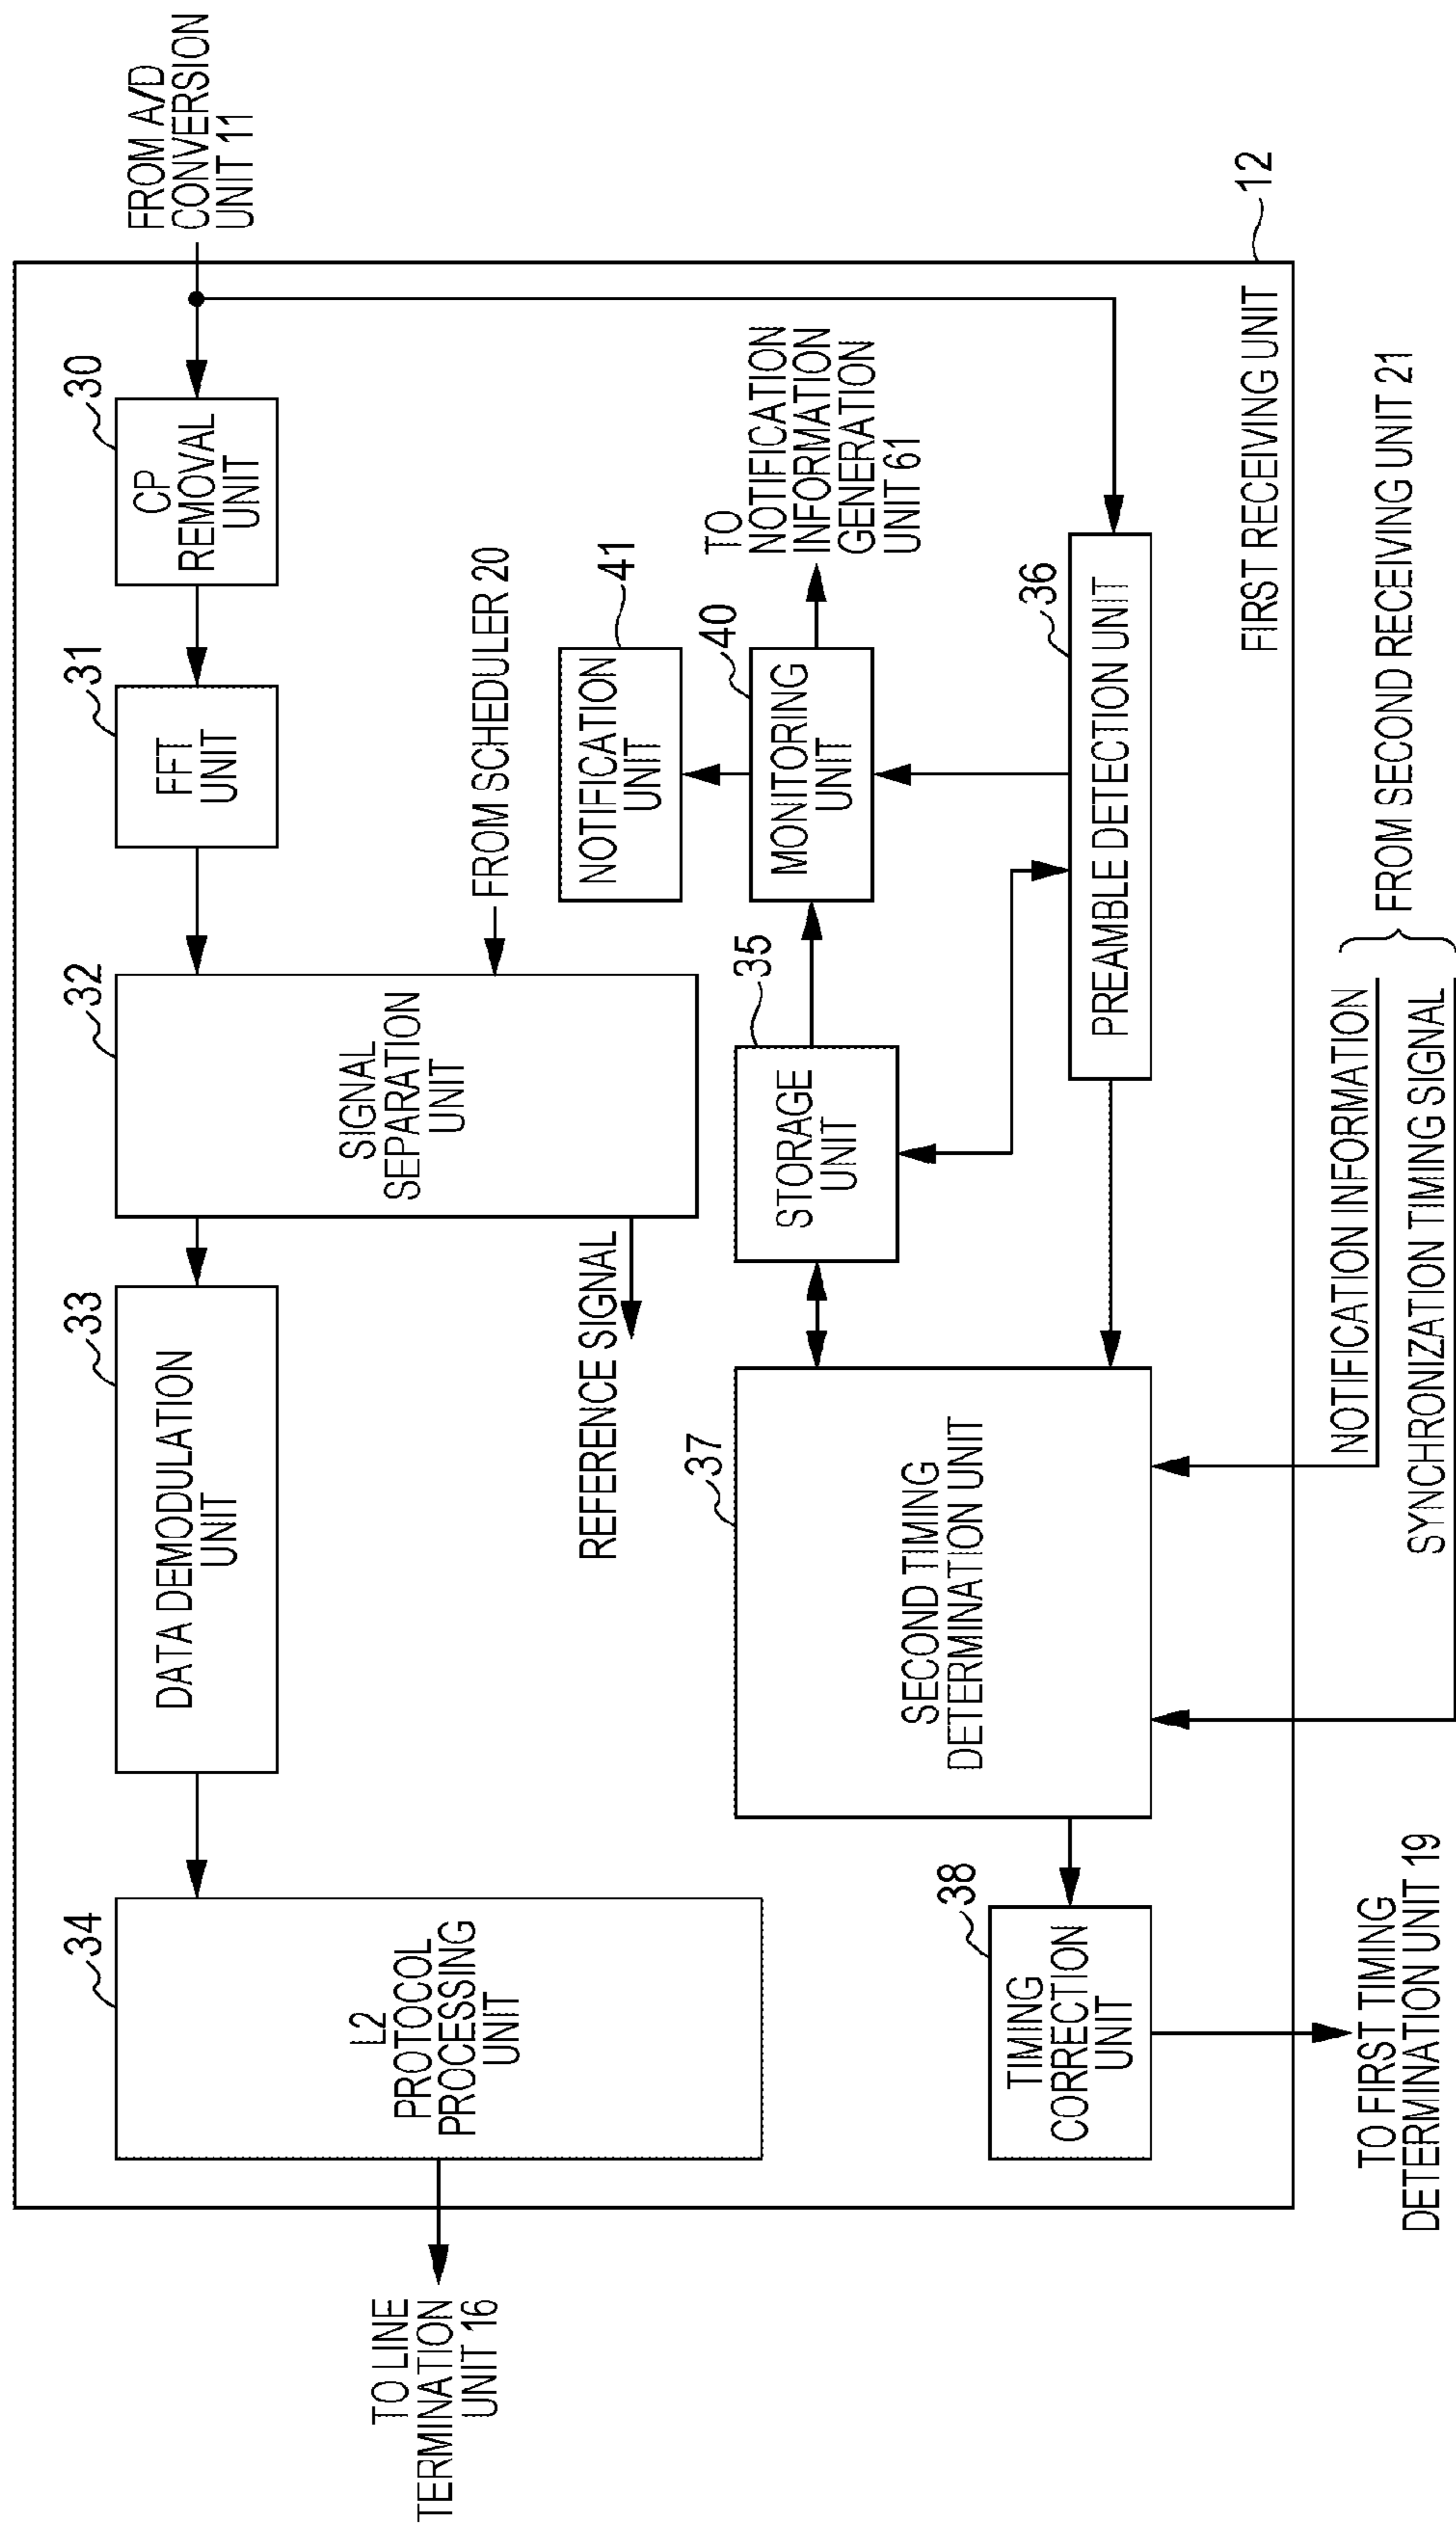 FROM A/D
CONVERSION
UNIT 11
12
FIRST RECEIVING UNIT
30
CP
REMOVAL
UNIT
31
FFT
UNIT
32
SIGNAL
SEPARATION
UNIT
FROM SCHEDULER 20
REFERENCE SIGNAL
33
DATA DEMODULATION
UNIT
34
L2
PROTOCOL
PROCESSING
UNIT
TO LINE
TERMINATION
UNIT 16
41
NOTIFICATION
UNIT
40
MONITORING
UNIT
TO
NOTIFICATION
INFORMATION
GENERATION
UNIT 61
35
STORAGE
UNIT
36
PREAMBLE DETECTION UNIT
37
SECOND TIMING
DETERMINATION UNIT
38
TIMING
CORRECTION
UNIT
NOTIFICATION INFORMATION
SYNCHRONIZATION TIMING SIGNAL
FROM SECOND RECEIVING UNIT 21
TO FIRST TIMING
DETERMINATION UNIT 19